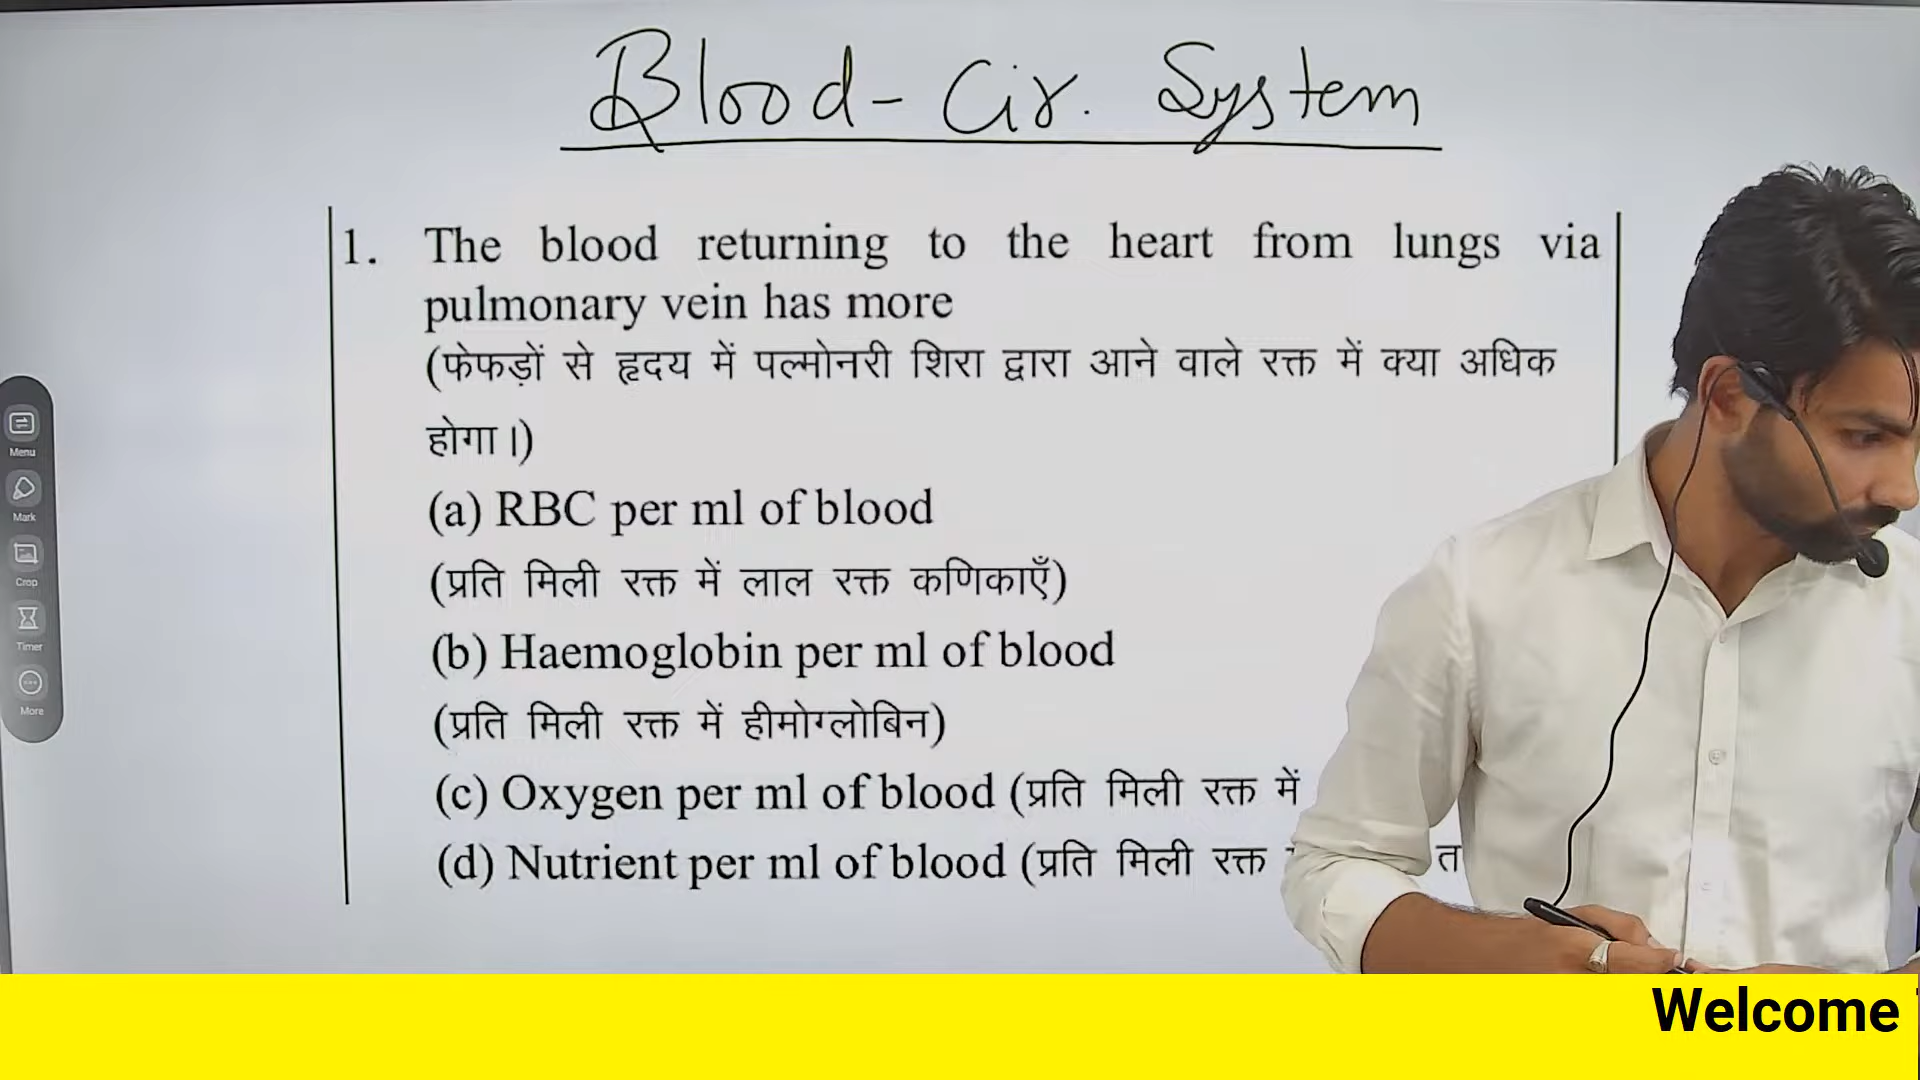 Blood - Cir. System
1. The blood returning to the heart from lungs via
pulmonary vein has more
(फेफड़ों से हृदय में पल्मोनरी शिरा द्वारा आने वाले रक्त में क्या अधिक
होगा।)
(a) RBC per ml of blood
(प्रति मिली रक्त में लाल रक्त कणिकाएँ)
(b) Haemoglobin per ml of blood
(प्रति मिली रक्त में हीमोग्लोबिन)
(c) Oxygen per ml of blood (प्रति मिली रक्त में
(d) Nutrient per ml of blood (प्रति मिली रक्त
Menu
Mark
Crop
Timer
More
Welcome